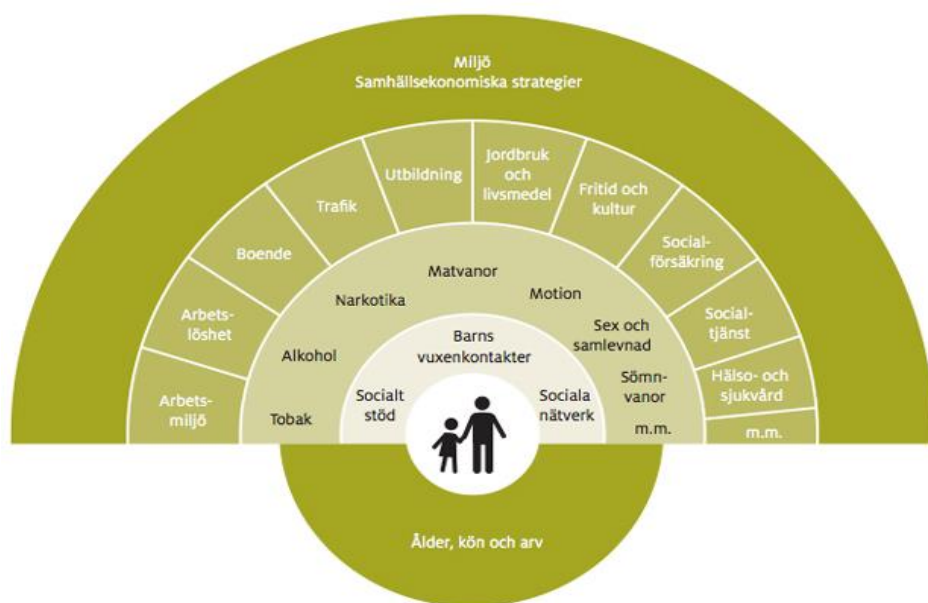 Miljö
Samhällsekonomiska strategier
Arbets-
miljö
Arbets-
löshet
Boende
Trafik
Utbildning
Jordbruk
och
livsmedel
Fritid och
kultur
Social-
försäkring
Social-
tjänst
Hälso- och
sjukvård
m.m.
Tobak
Alkohol
Narkotika
Matvanor
Motion
Sex och
samlevnad
Sömn-
vanor
m.m.
Socialt
stöd
Barns
vuxenkontakter
Sociala
nätverk
Ålder, kön och arv